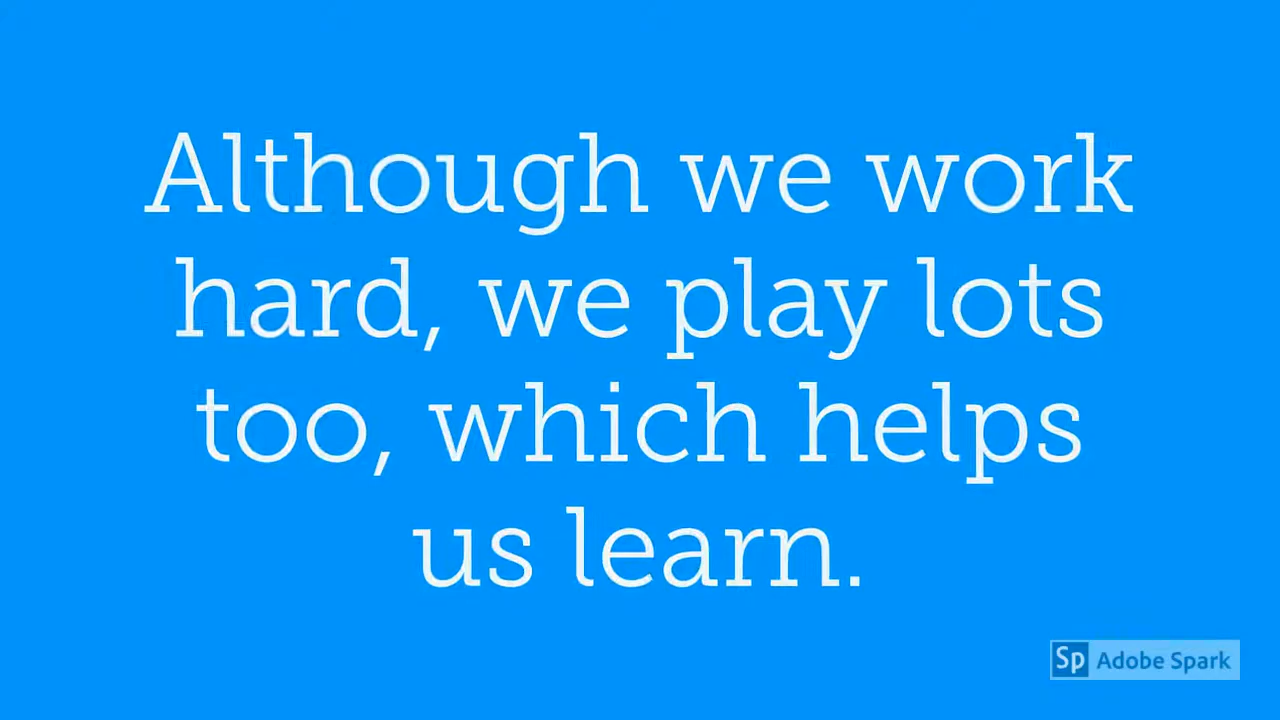 Although we work
hard, we play lots
too, which helps
us learn.
Sp Adobe Spark